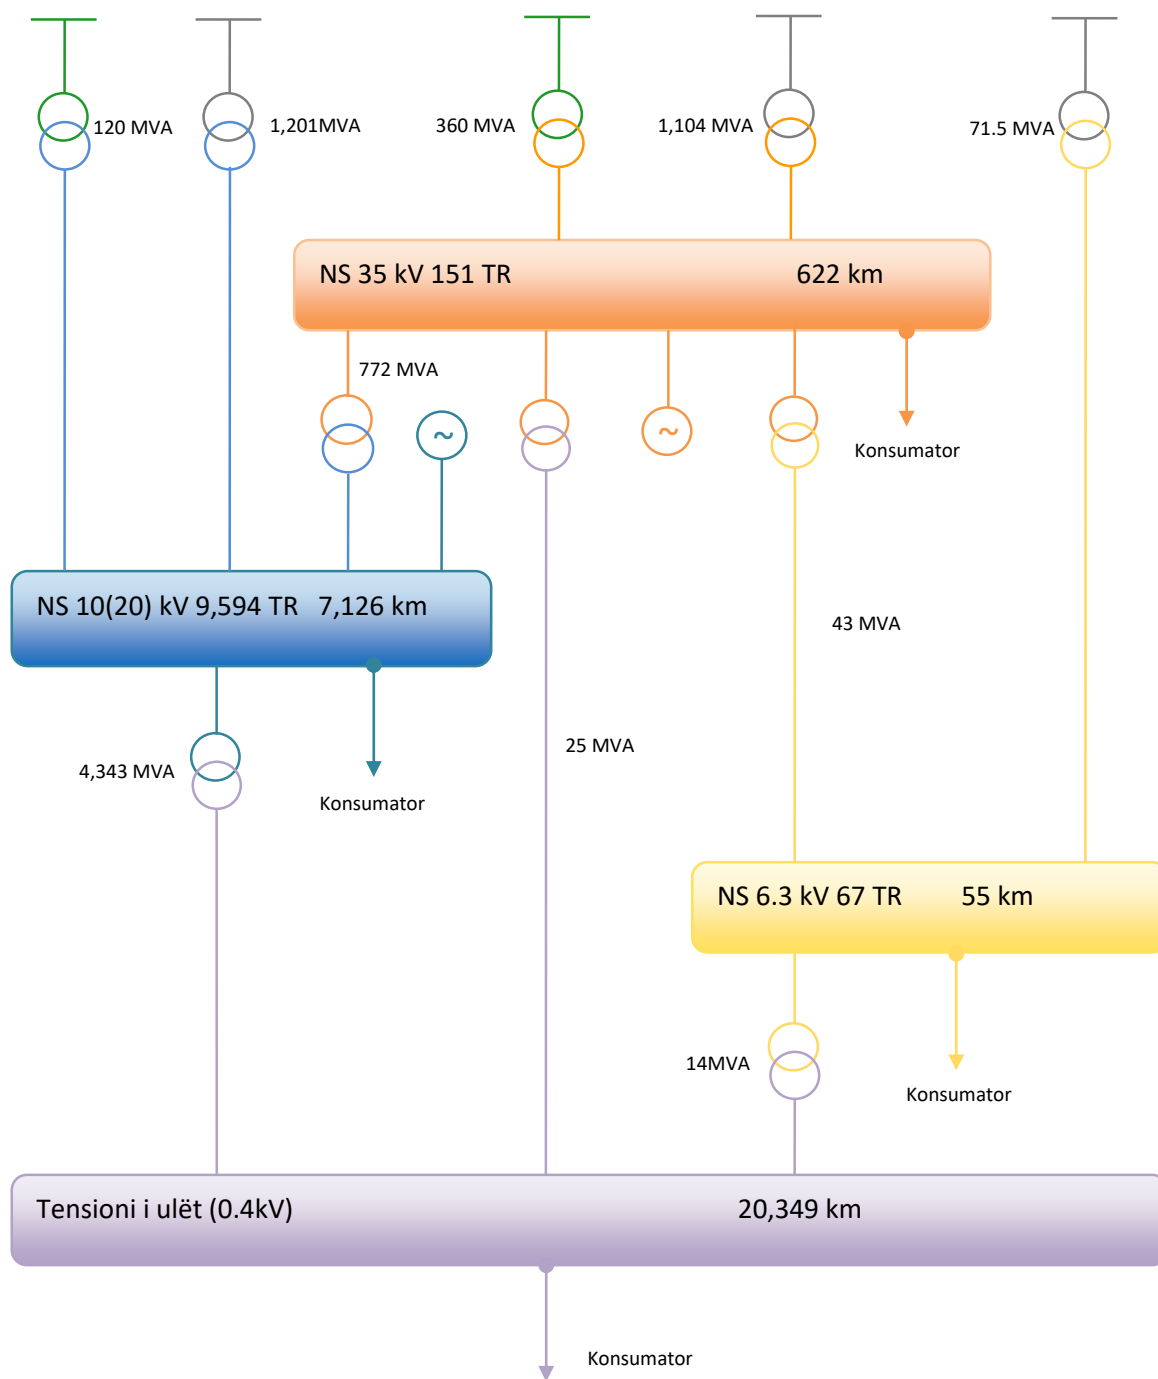 120 MVA
1,201MVA
360 MVA
1,104 MVA
71.5 MVA
NS 35 kV 151 TR 622 km
772 MVA
~
~
Konsumator
NS 10(20) kV 9,594 TR 7,126 km
43 MVA
25 MVA
4,343 MVA
Konsumator
NS 6.3 kV 67 TR 55 km
14MVA
Konsumator
Tensioni i ulët (0.4kV) 20,349 km
Konsumator